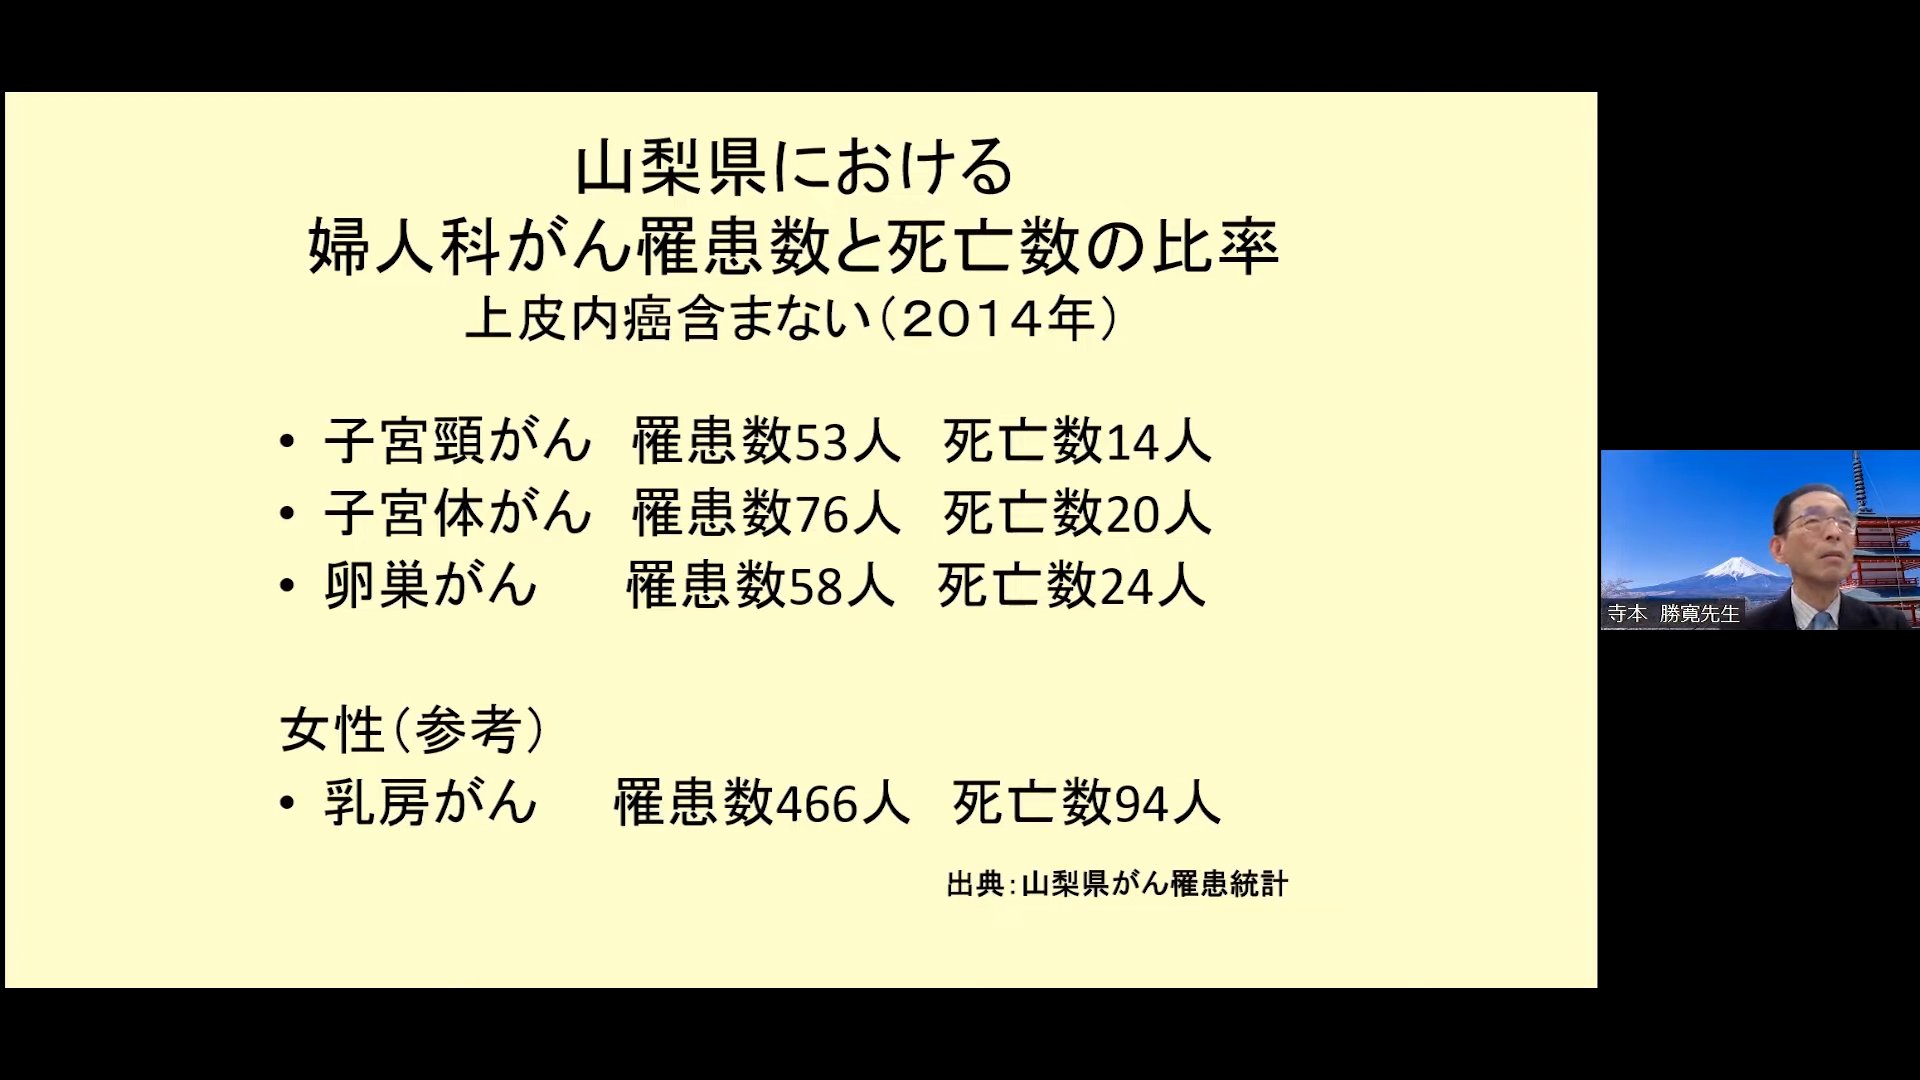 山梨県における
婦人科がん罹患数と死亡数の比率
上皮内癌含まない（２０１４年）
• 子宮頸がん　罹患数53人　死亡数14人
• 子宮体がん　罹患数76人　死亡数20人
• 卵巣がん　　罹患数58人　死亡数24人
女性（参考）
• 乳房がん　　罹患数466人　死亡数94人
出典：山梨県がん罹患統計
寺本　勝寛先生